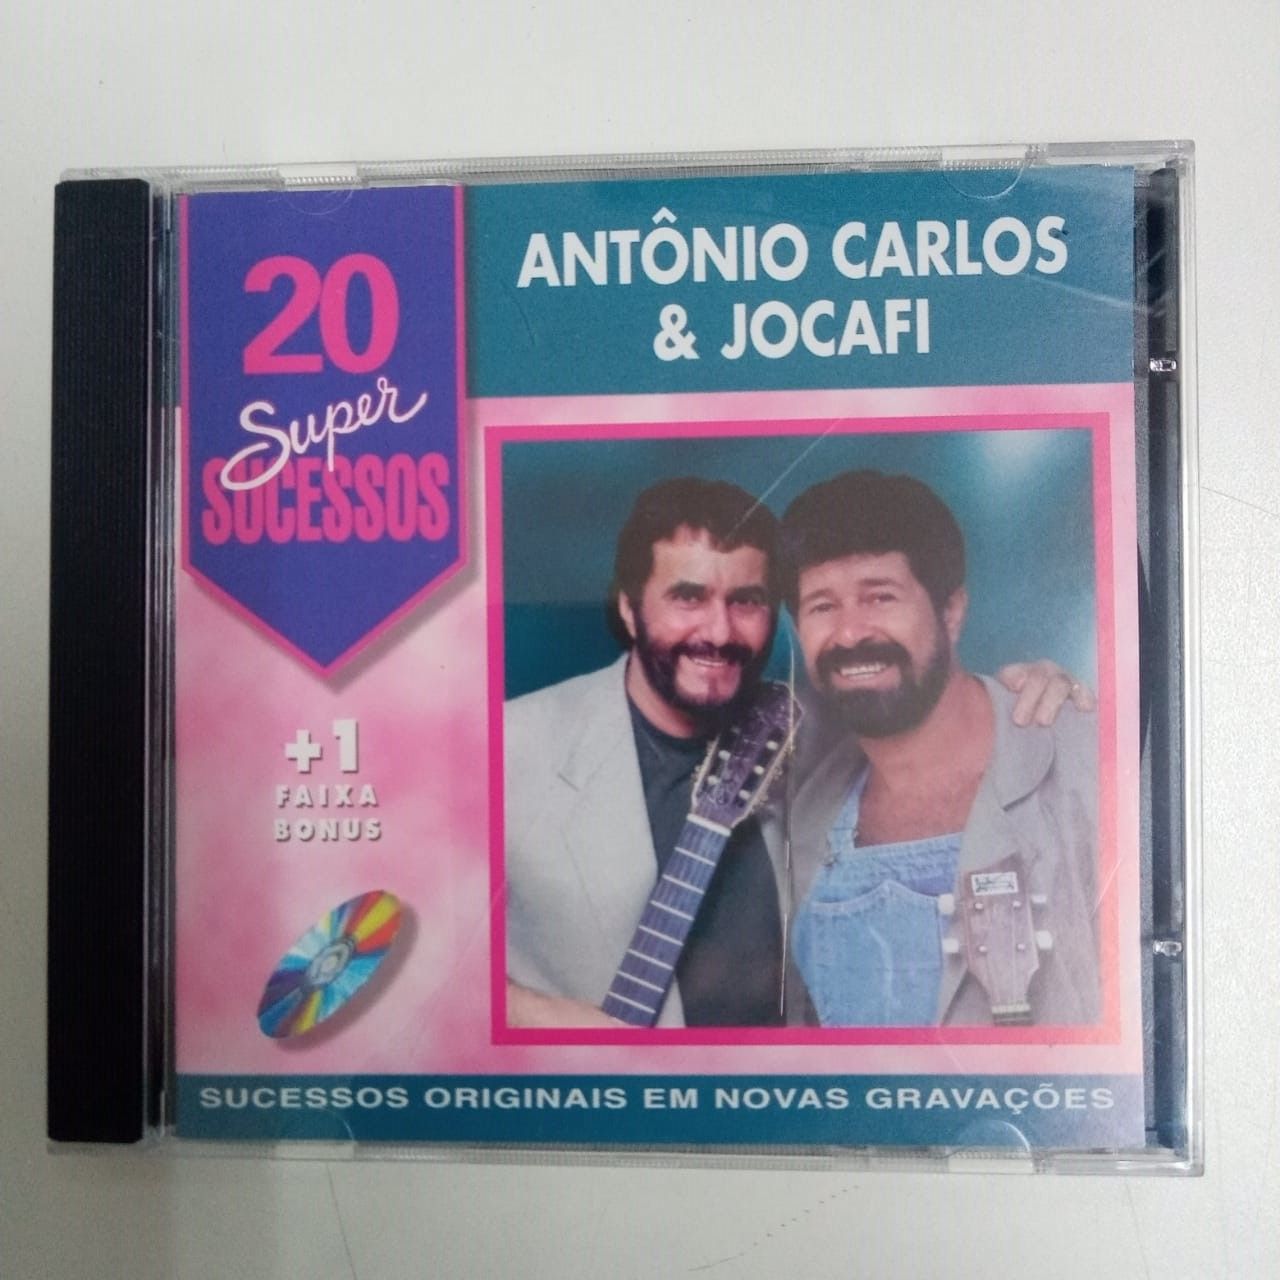 20
Super
SUCESSOS
ANTÔNIO CARLOS
& JOCAFI
+1
FAIXA
BONUS
SUCESSOS ORIGINAIS EM NOVAS GRAVAÇÕES